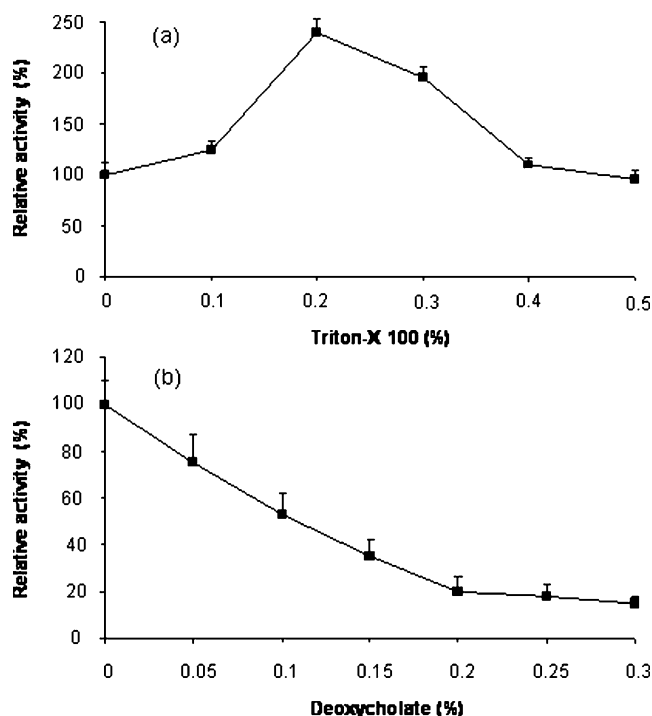 (a)
Relative activity (%)
250
200
150
100
50
0
0 0.1 0.2 0.3 0.4 0.5
Triton-X 100 (%)
(b)
Relative activity (%)
120
100
80
60
40
20
0
0 0.05 0.1 0.15 0.2 0.25 0.3
Deoxycholate (%)